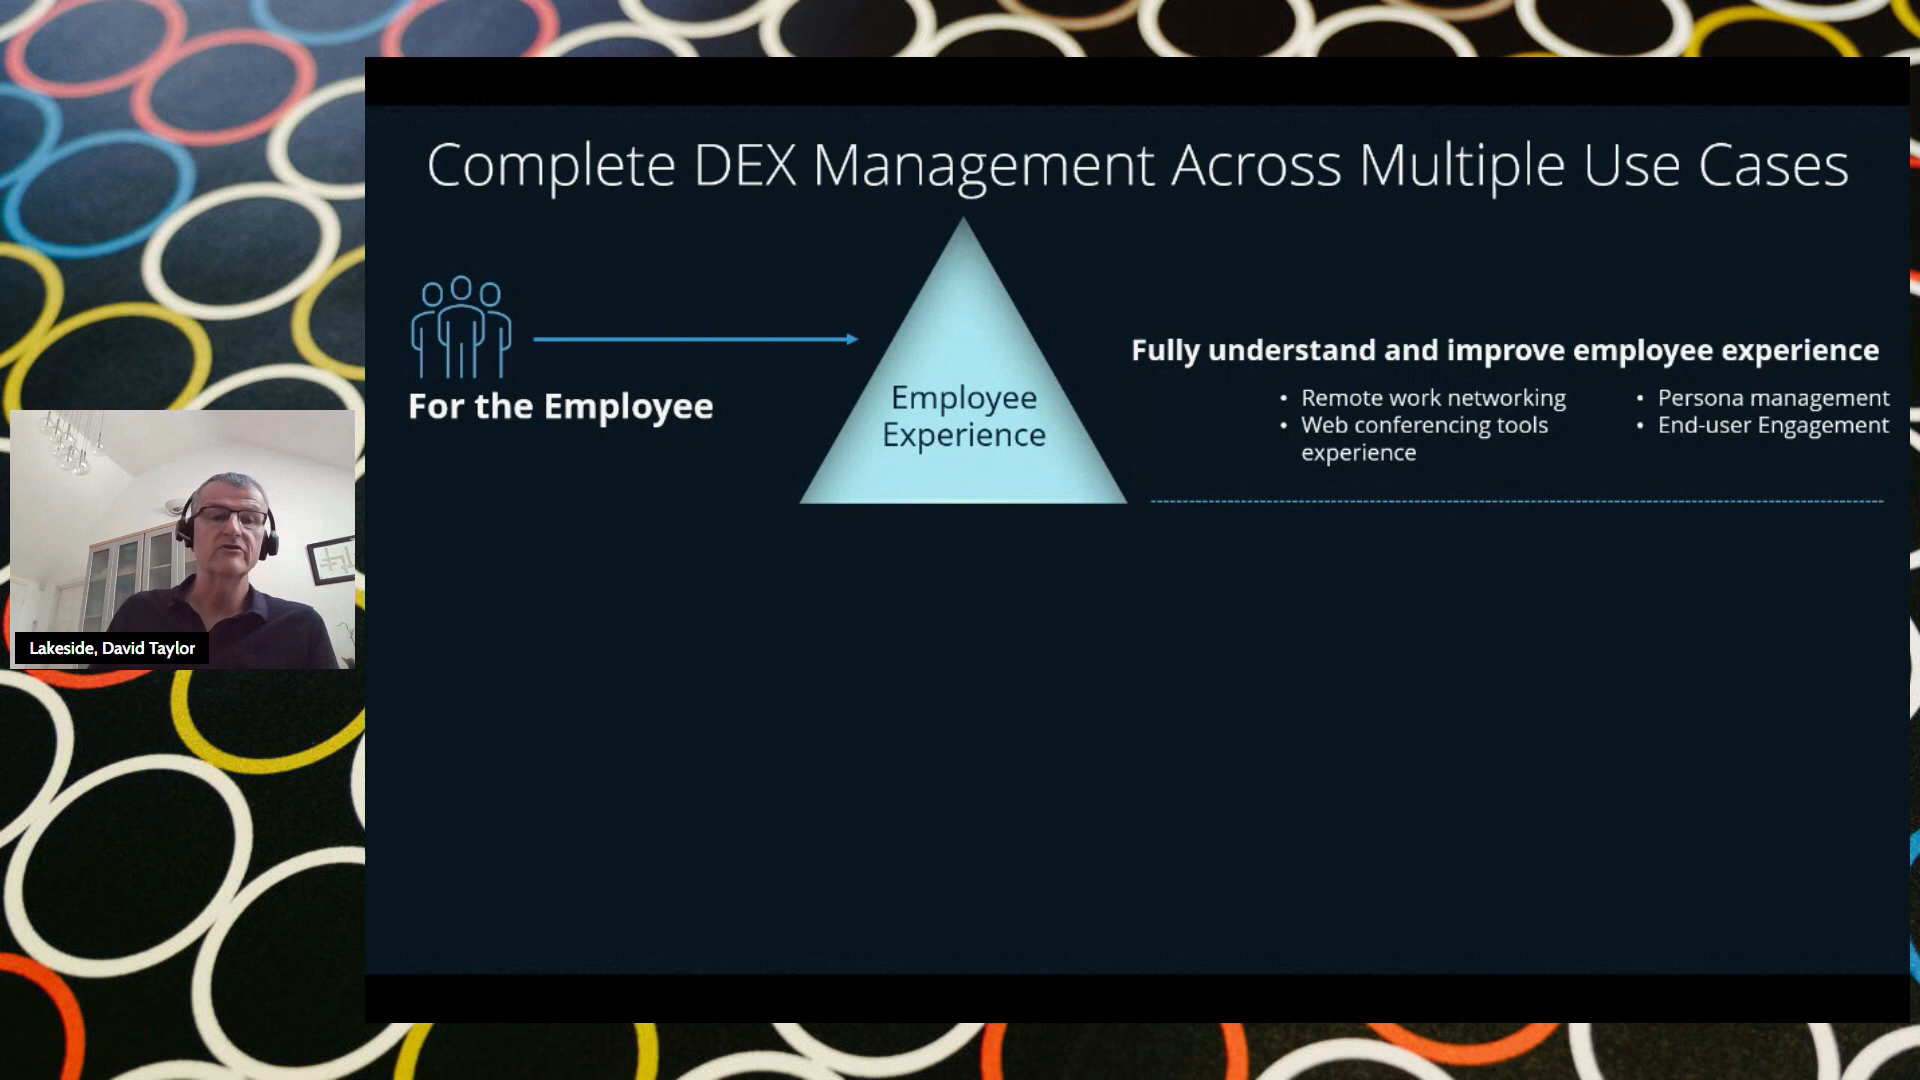 Complete DEX Management Across Multiple Use Cases
For the Employee
Employee
Experience
Fully understand and improve employee experience
• Remote work networking
• Web conferencing tools
experience
• Persona management
• End-user Engagement
Lakeside, David Taylor